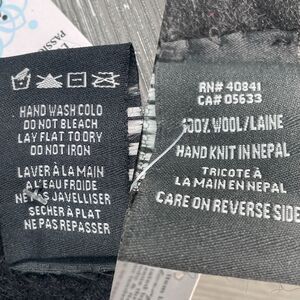 HAND WASH COLD
DO NOT BLEACH
LAY FLAT TO DRY
DO NOT IRON
LAVER À LA MAIN
À L'EAU FROIDE
NE PAS JAVELLISER
SECHER À PLAT
NE PAS REPASSER
RN# 40841
CA# 05633
100% WOOL/LAINE
HAND KNIT IN NEPAL
TRICOTÉ À
LA MAIN EN NÉPAL
CARE ON REVERSE SIDE